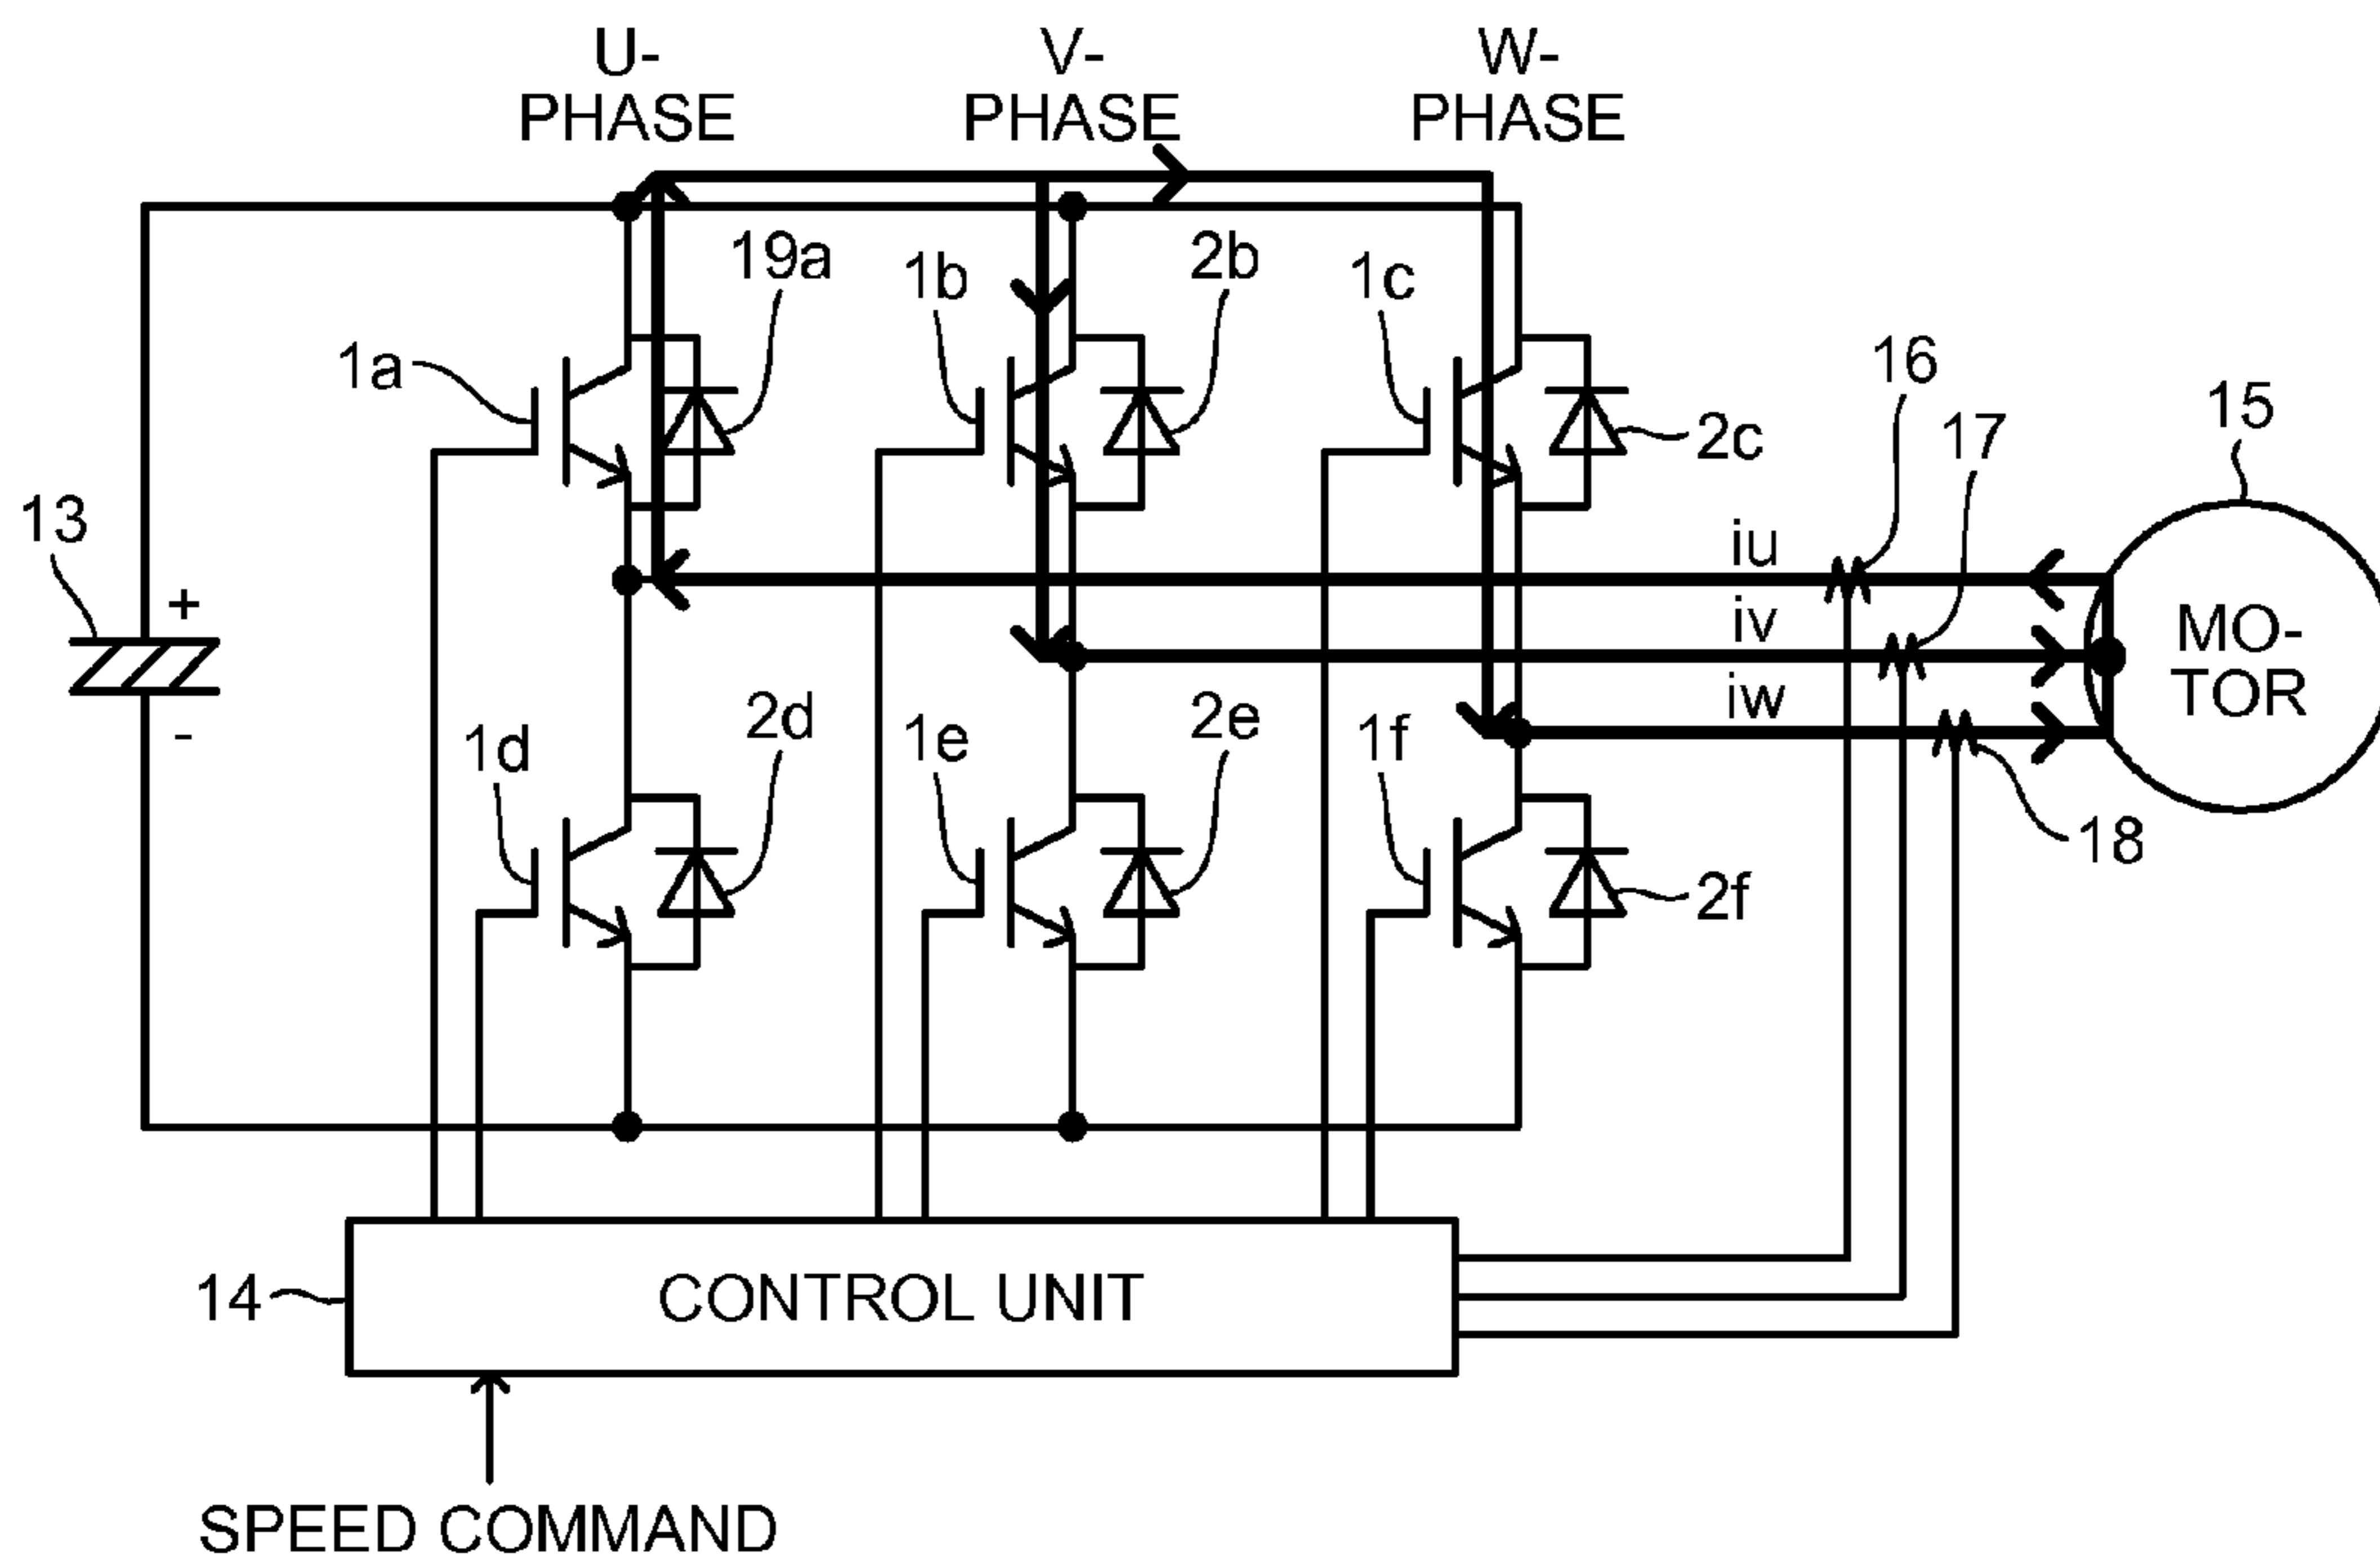 U-
PHASE
V-
PHASE
W-
PHASE
19a
1b
2b
1c
1a
16
15
17
2c
13
+
-
iu
iv
iw
MO-
TOR
1d
2d
1e
2e
1f
2f
18
14
CONTROL UNIT
SPEED COMMAND